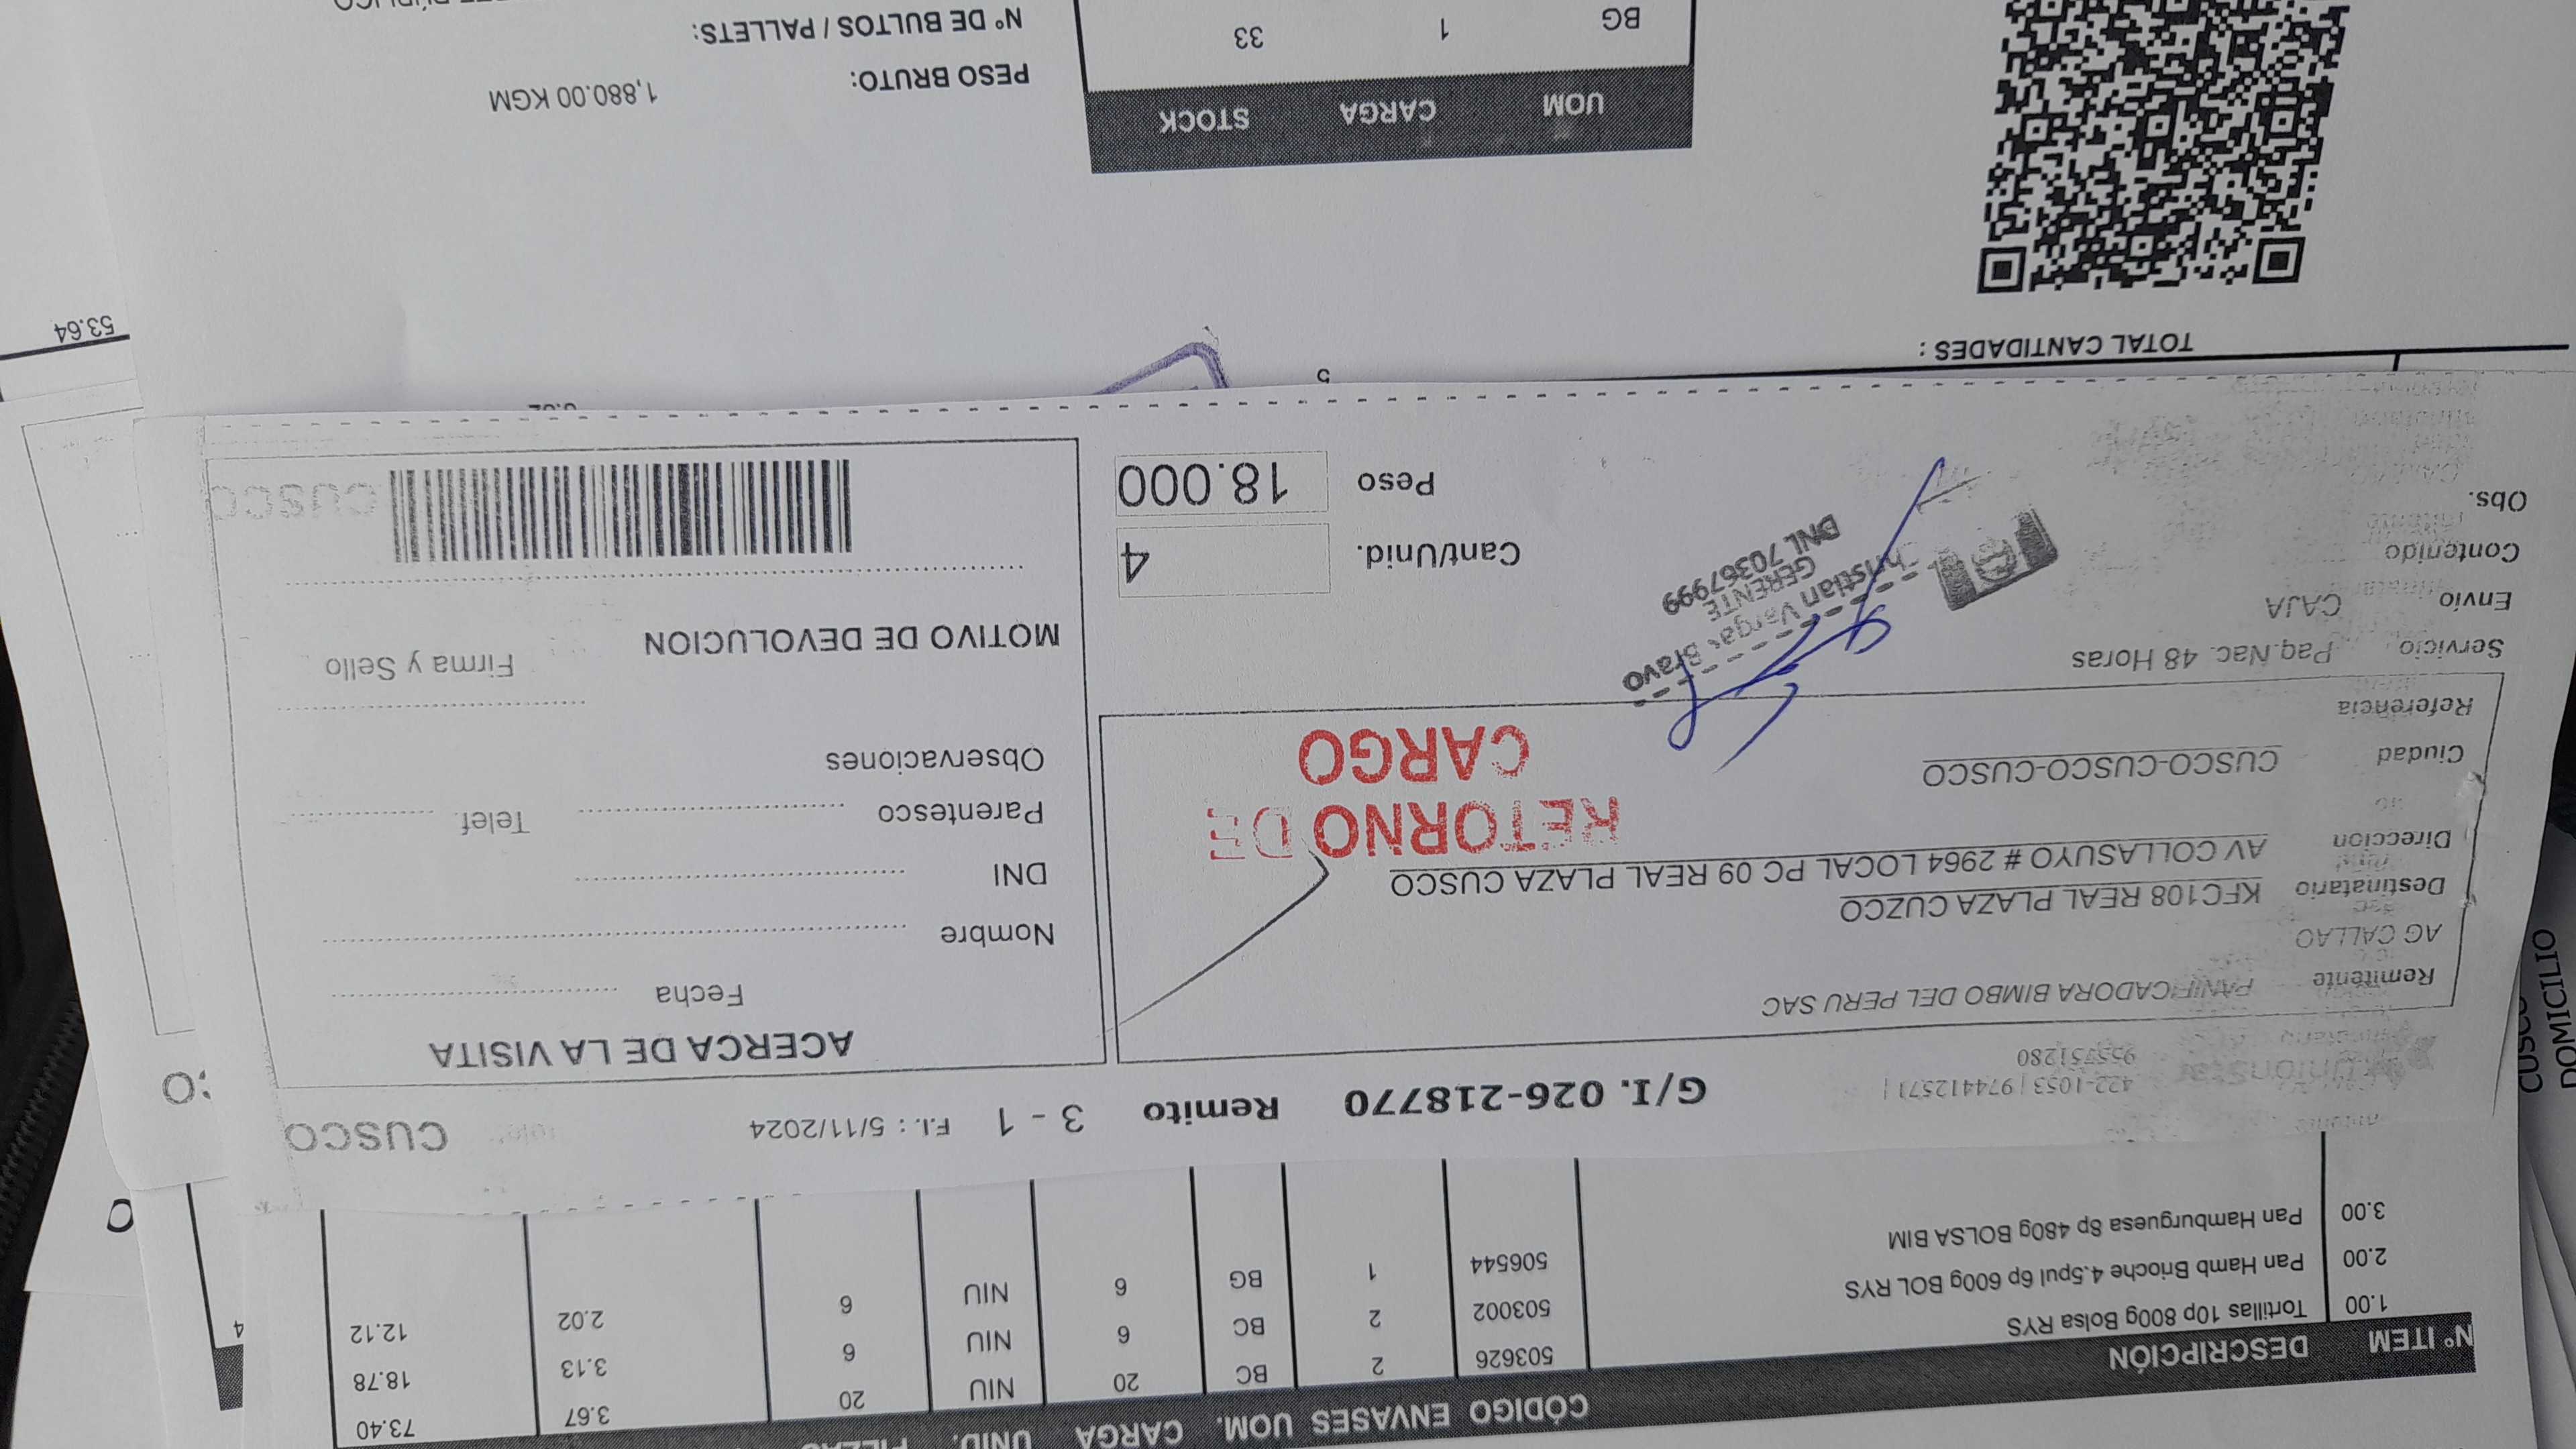 Nº ITEM DESCRIPCIÓN CÓDIGO ENVASES UOM. CARGA UNID.
1.00 Tortillas 10p 800g Bolsa RYS 503626 2 BC 20 NIU 20 3.67 73.40
2.00 Pan Hamb Brioche 4.5pul 6p 600g BOL RYS 503002 2 BC 6 NIU 6 3.13 18.78
3.00 Pan Hamburguesa 8p 480g BOLSA BIM 506544 1 BG 6 NIU 6 2.02 12.12
4
422-1053 | 974412571 |
955751280
G/I. 026-218770 Remito 3 - 1 F.I. : 5/11/2024 CUSCO
Remitente PANIFICADORA BIMBO DEL PERU SAC
AG CALLAO
Destinatario KFC108 REAL PLAZA CUZCO
Direccion AV COLLASUYO # 2964 LOCAL PC 09 REAL PLAZA CUSCO
Ciudad CUSCO-CUSCO-CUSCO
Referencia
RETORNO DE
CARGO
Servicio Paq.Nac. 48 Horas
Envio CAJA
Contenido
Obs.
Christian Vargas Bravo
GERENTE
DNI. 70367999
Cant/Unid. 4
Peso 18.000
ACERCA DE LA VISITA
Fecha
Nombre
DNI
Parentesco Telef.
Observaciones
MOTIVO DE DEVOLUCION Firma y Sello
CUSCO
CUSCO
DOMICILIO
TOTAL CANTIDADES :
53.64
UOM CARGA STOCK
BG 1 33
PESO BRUTO: 1,880.00 KGM
Nº DE BULTOS / PALLETS: